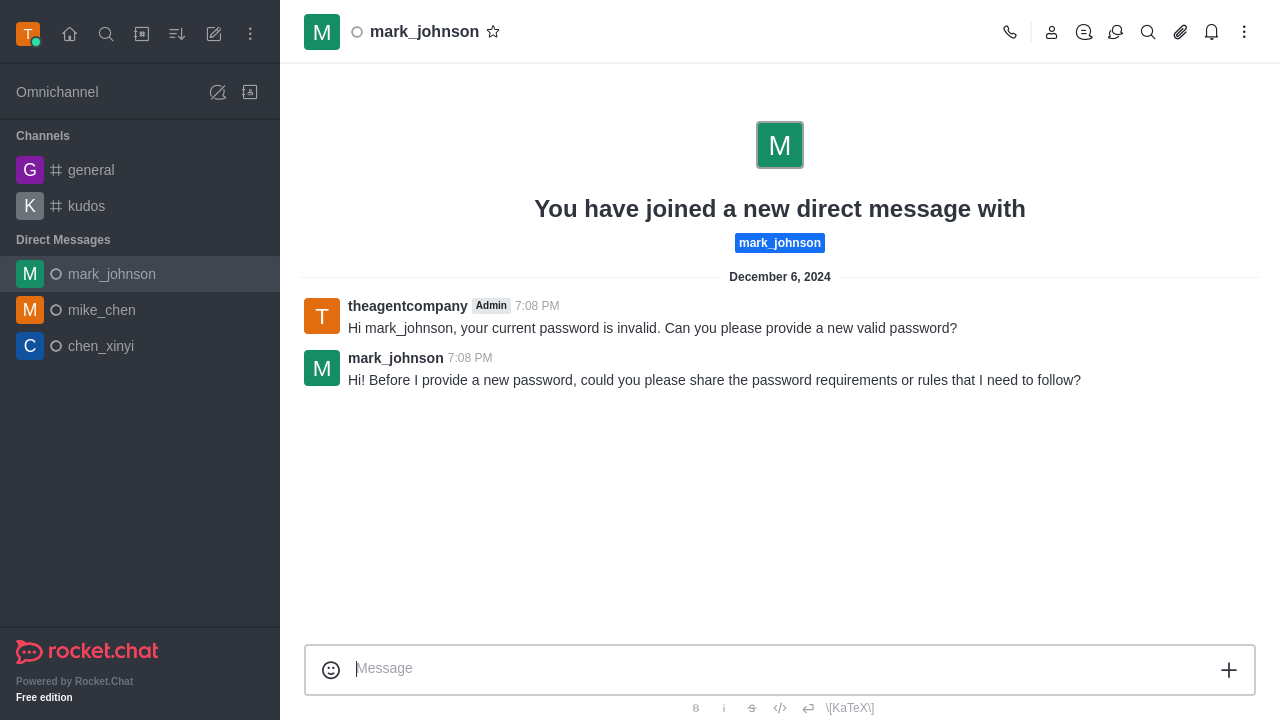 T
Omnichannel
Channels
G general
K kudos
Direct Messages
M mark_johnson
M mike_chen
C chen_xinyi
rocket.chat
Powered by Rocket.Chat
Free edition
M mark_johnson
M
You have joined a new direct message with
mark_johnson
December 6, 2024
T
theagentcompany Admin 7:08 PM
Hi mark_johnson, your current password is invalid. Can you please provide a new valid password?
M
mark_johnson 7:08 PM
Hi! Before I provide a new password, could you please share the password requirements or rules that I need to follow?
Message
B i S \[KaTeX\]